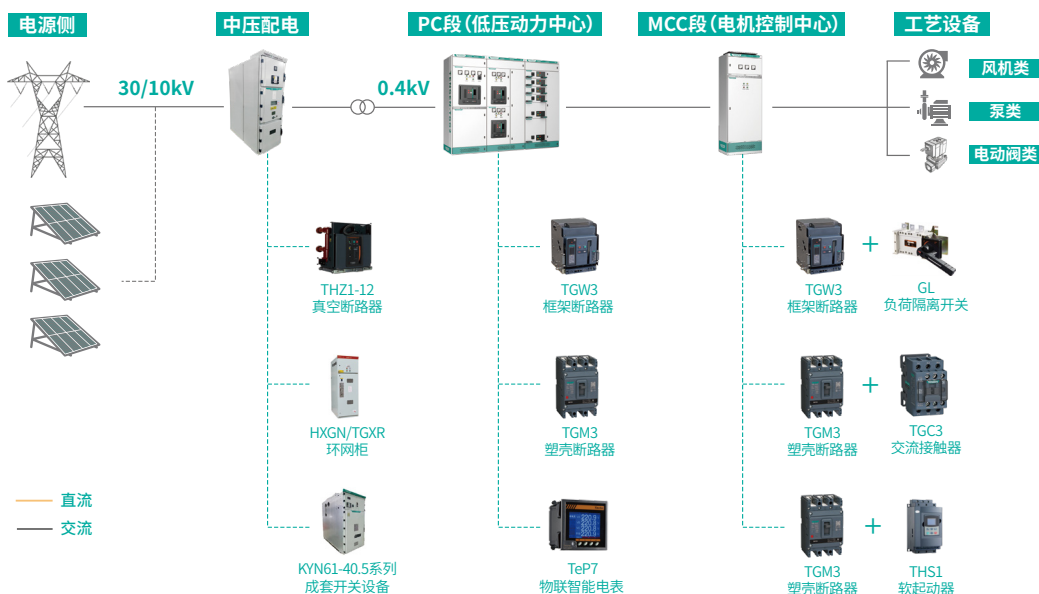 电源侧
中压配电
PC段（低压动力中心）
MCC段（电机控制中心）
工艺设备
30/10kV
0.4kV
风机类
泵类
电动阀类
THZ1-12
真空断路器
TGW3
框架断路器
TGW3
框架断路器
+
GL
负荷隔离开关
HXGN/TGXR
环网柜
TGM3
塑壳断路器
TGM3
塑壳断路器
+
TGC3
交流接触器
直流
交流
KYN61-40.5系列
成套开关设备
TeP7
物联智能电表
TGM3
塑壳断路器
+
THS1
软起动器